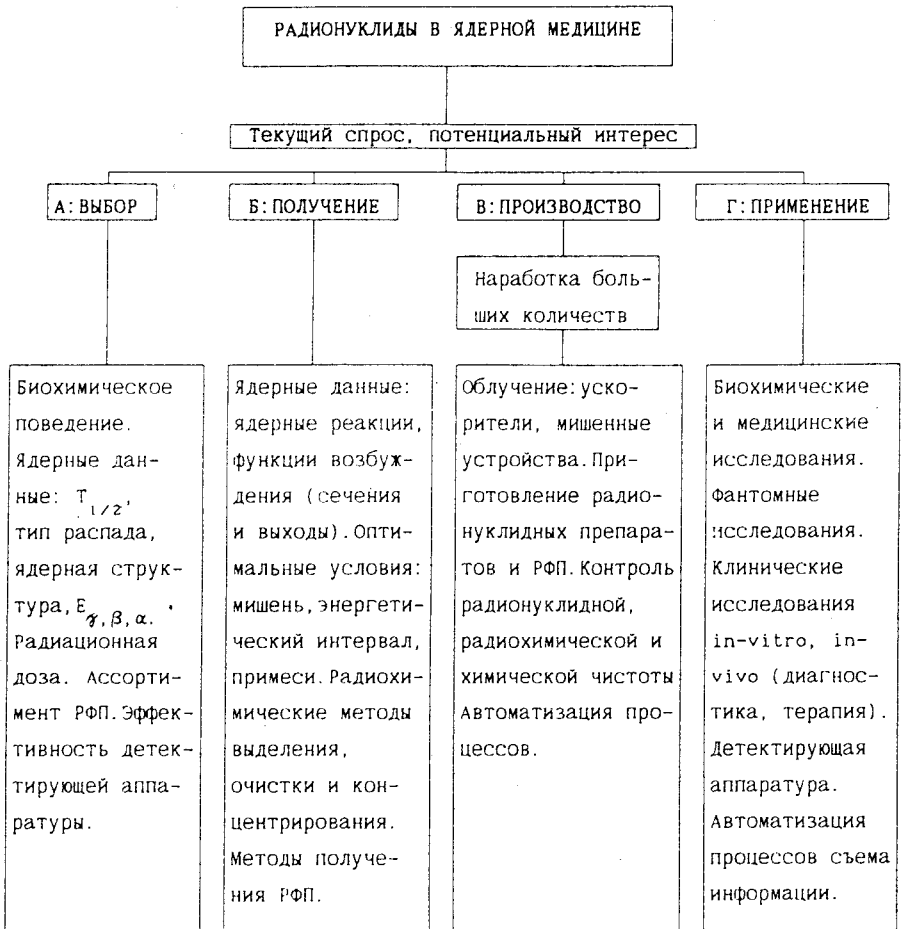 РАДИОНУКЛИДЫ В ЯДЕРНОЙ МЕДИЦИНЕ
Текущий спрос, потенциальный интерес
А: ВЫБОР
Биохимическое
поведение.
Ядерные дан-
ные: T 1/2,
тип распада,
ядерная струк-
тура, E γ, β, α.
Радиационная
доза. Ассорти-
мент РФП. Эффек-
тивность детек-
тирующей аппа-
ратуры.
Б: ПОЛУЧЕНИЕ
Ядерные данные:
ядерные реакции,
функции возбуж-
дения (сечения
и выходы). Опти-
мальные условия:
мишень, энергети-
ческий интервал,
примеси. Радиохи-
мические методы
выделения,
очистки и кон-
центрирования.
Методы получе-
ния РФП.
В: ПРОИЗВОДСТВО
Наработка боль-
ших количеств
Облучение: уско-
рители, мишенные
устройства. При-
готовление радио-
нуклидных препара-
тов и РФП. Контроль
радионуклидной,
радиохимической и
химической чистоты
Автоматизация про-
цессов.
Г: ПРИМЕНЕНИЕ
Биохимические
и медицинские
исследования.
Фантомные
исследования.
Клинические
исследования
in-vitro, in-
vivo (диагнос-
тика, терапия).
Детектирующая
аппаратура.
Автоматизация
процессов съема
информации.